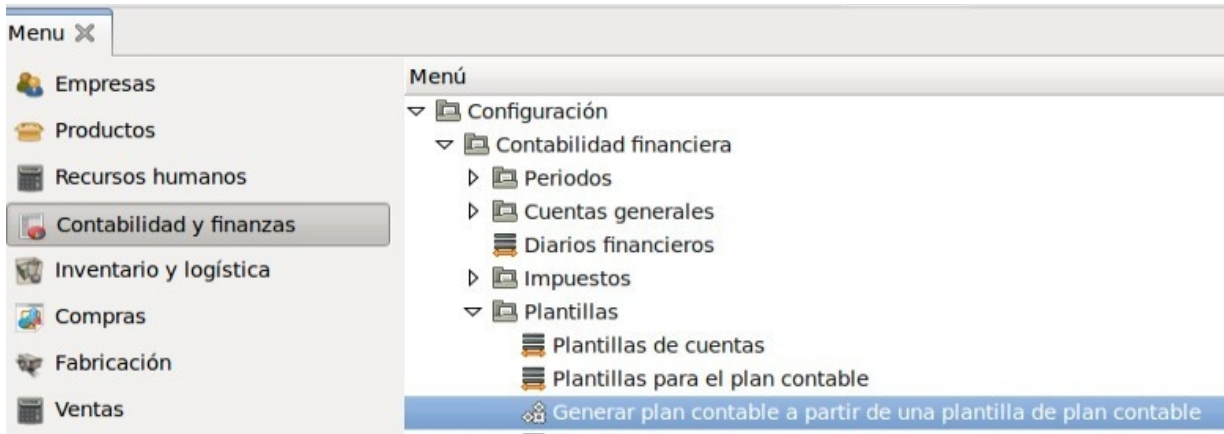 Menu
Empresas
Productos
Recursos humanos
Contabilidad y finanzas
Inventario y logística
Compras
Fabricación
Ventas
Menú
Configuración
Contabilidad financiera
Periodos
Cuentas generales
Diarios financieros
Impuestos
Plantillas
Plantillas de cuentas
Plantillas para el plan contable
Generar plan contable a partir de una plantilla de plan contable